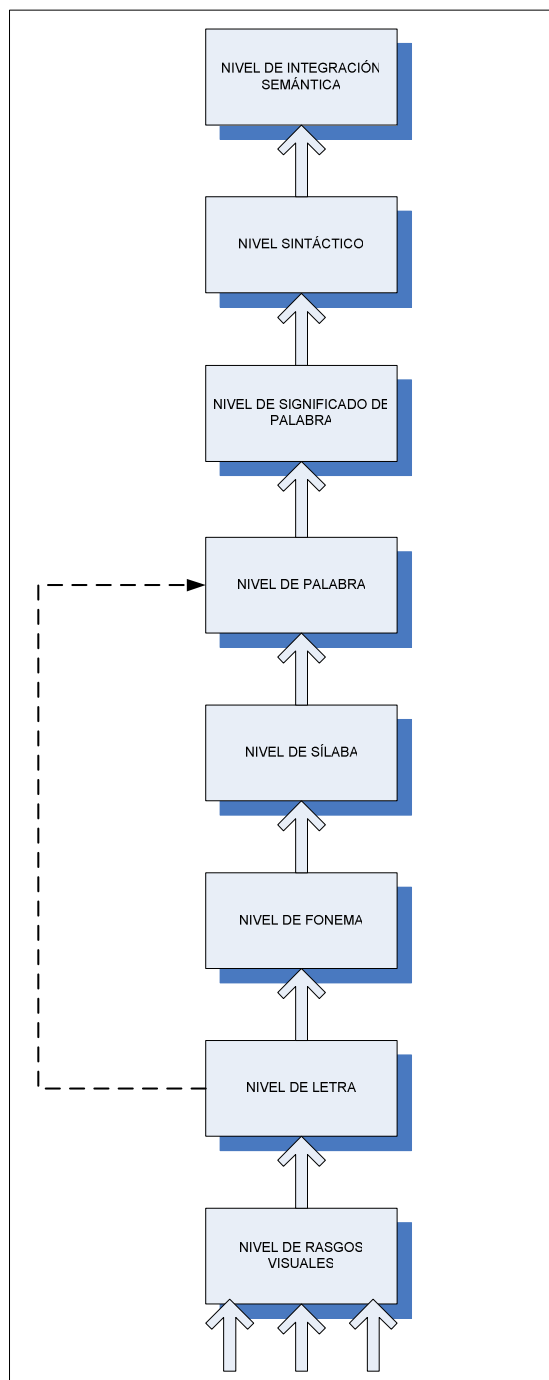 NIVEL DE INTEGRACIÓN
SEMÁNTICA
NIVEL SINTÁCTICO
NIVEL DE SIGNIFICADO DE
PALABRA
NIVEL DE PALABRA
NIVEL DE SÍLABA
NIVEL DE FONEMA
NIVEL DE LETRA
NIVEL DE RASGOS
VISUALES